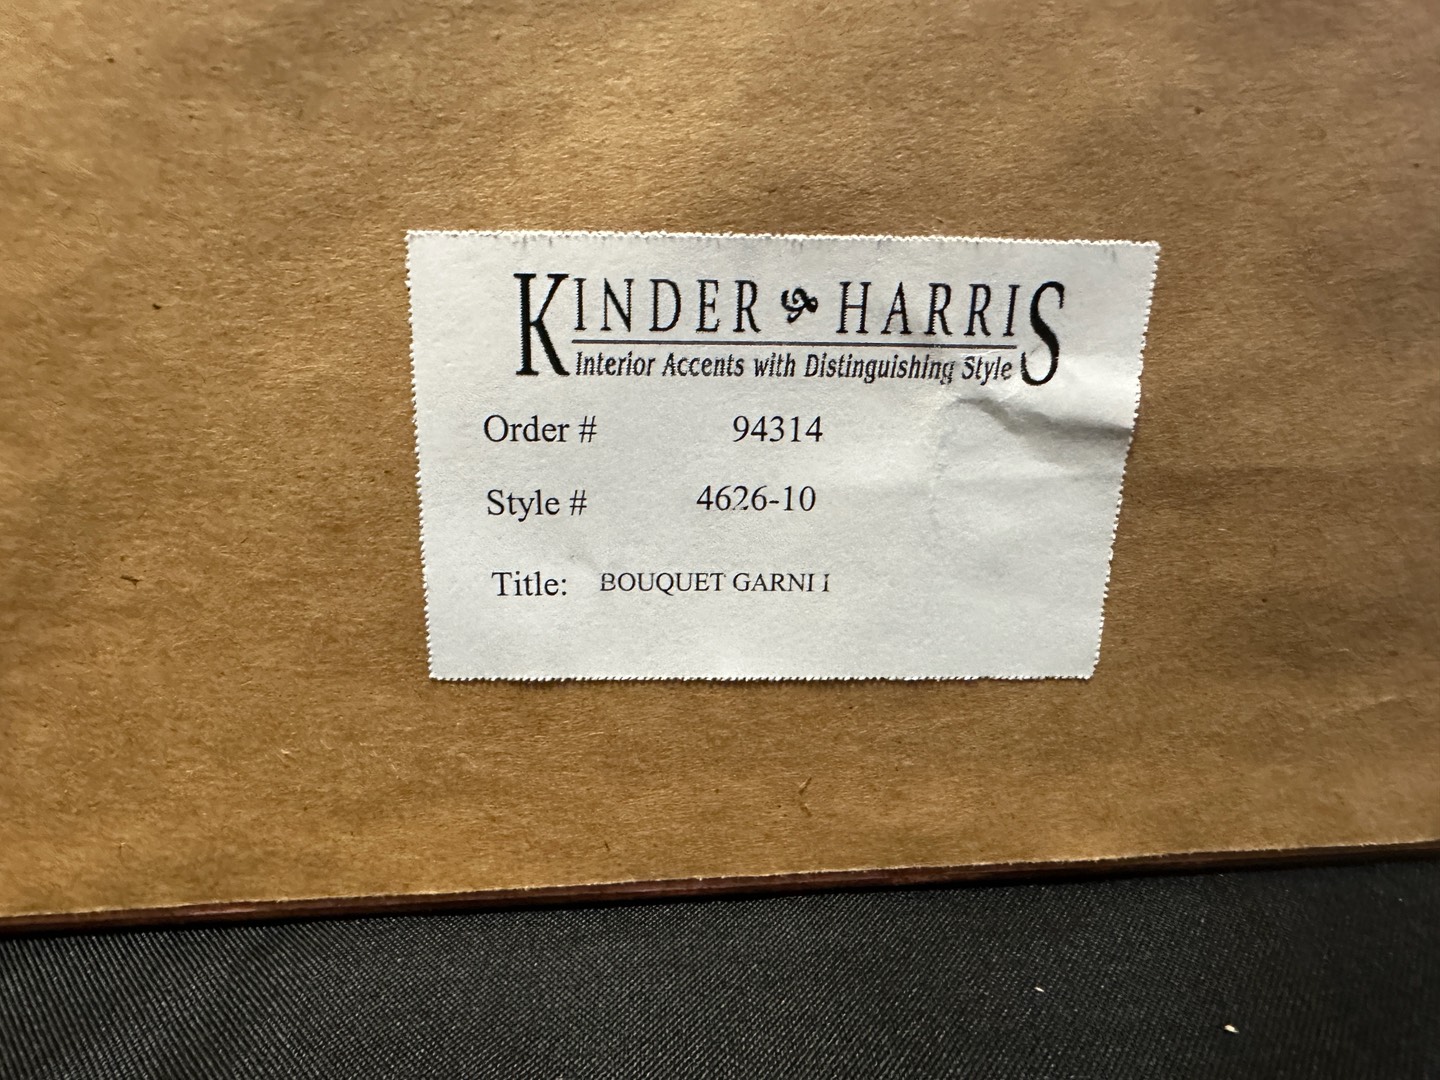 KINDER & HARRIS
Interior Accents with Distinguishing Style
Order # 94314
Style # 4626-10
Title: BOUQUET GARNI I